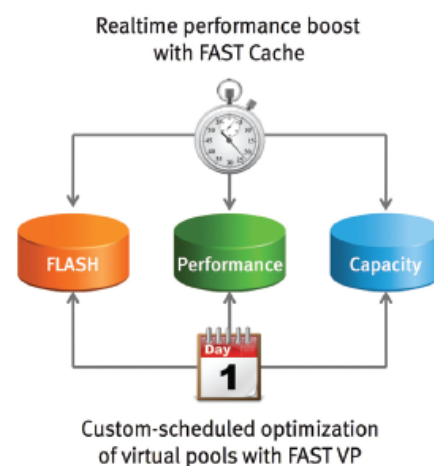 Realtime performance boost
with FAST Cache
FLASH
Performance
Capacity
Day
1
Custom-scheduled optimization
of virtual pools with FAST VP